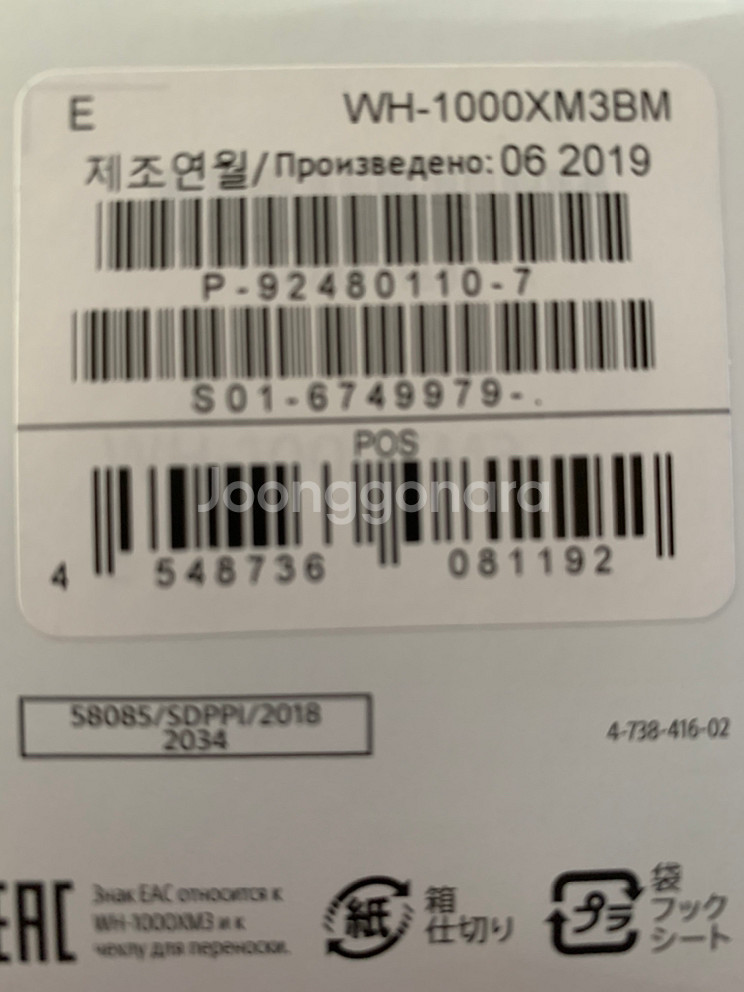 E
WH-1000XM3BM
제조연월/Произведено: 06 2019
P-92480110-7
S01-6749979-.
POS
Joonggonara
4 548736 081192
58085/SDPPI/2018
2034
4-738-416-02
EAC
Знак EAC относится к
WH-1000XM3 и к
чехлу для переноски.
紙
箱
仕切り
プラ
袋
フック
シート